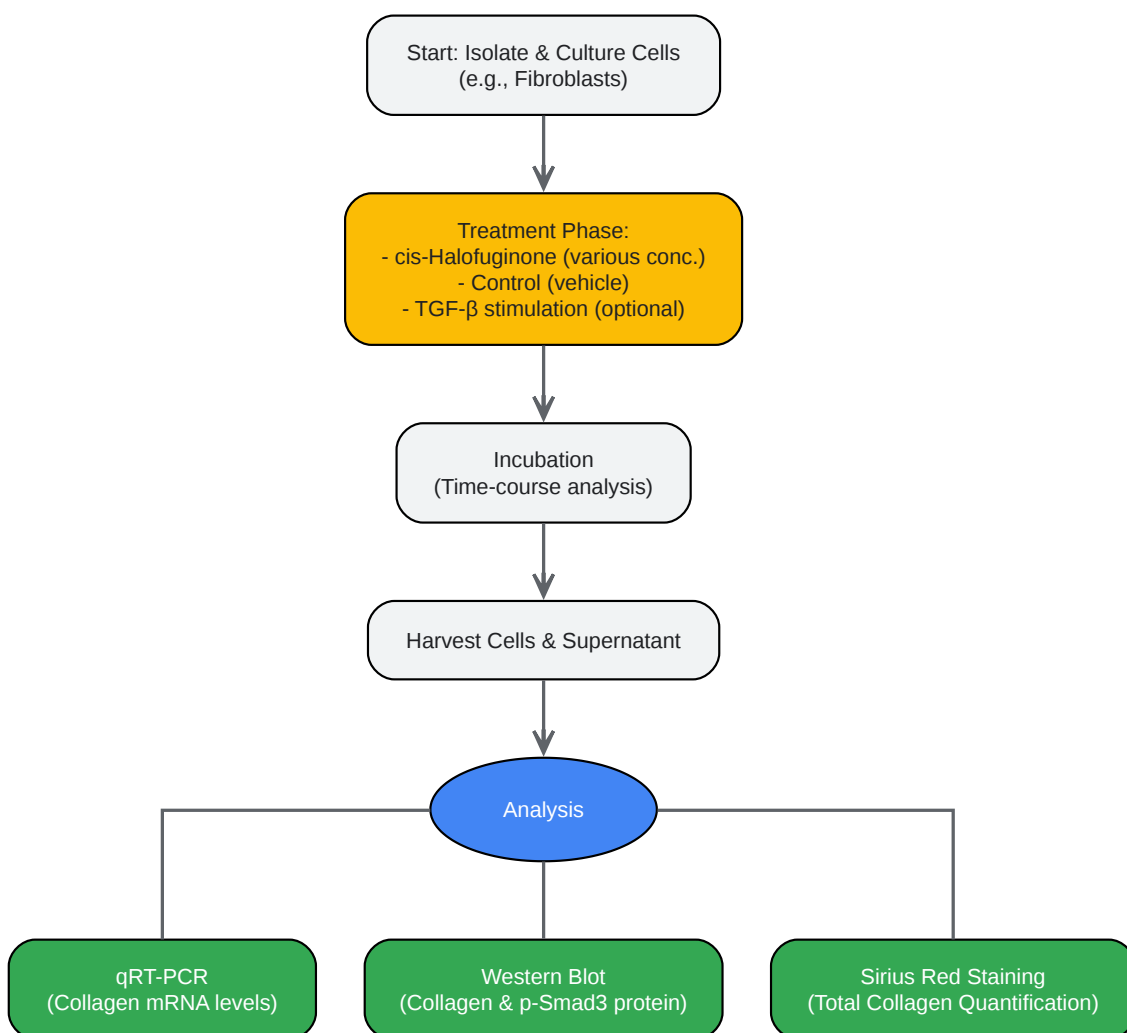 Start: Isolate & Culture Cells
(e.g., Fibroblasts)
Treatment Phase:
- cis-Halofuginone (various conc.)
- Control (vehicle)
- TGF-β stimulation (optional)
Incubation
(Time-course analysis)
Harvest Cells & Supernatant
Analysis
qRT-PCR
(Collagen mRNA levels)
Western Blot
(Collagen & p-Smad3 protein)
Sirius Red Staining
(Total Collagen Quantification)